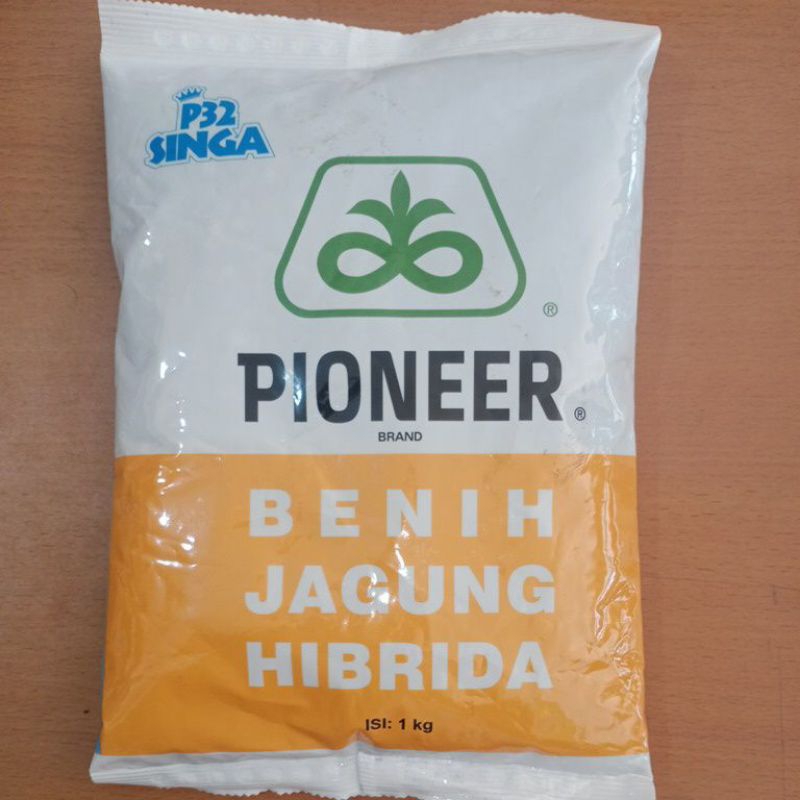 P32
SINGA
®
PIONEER®
BRAND
BENIH
JAGUNG
HIBRIDA
ISI: 1 kg